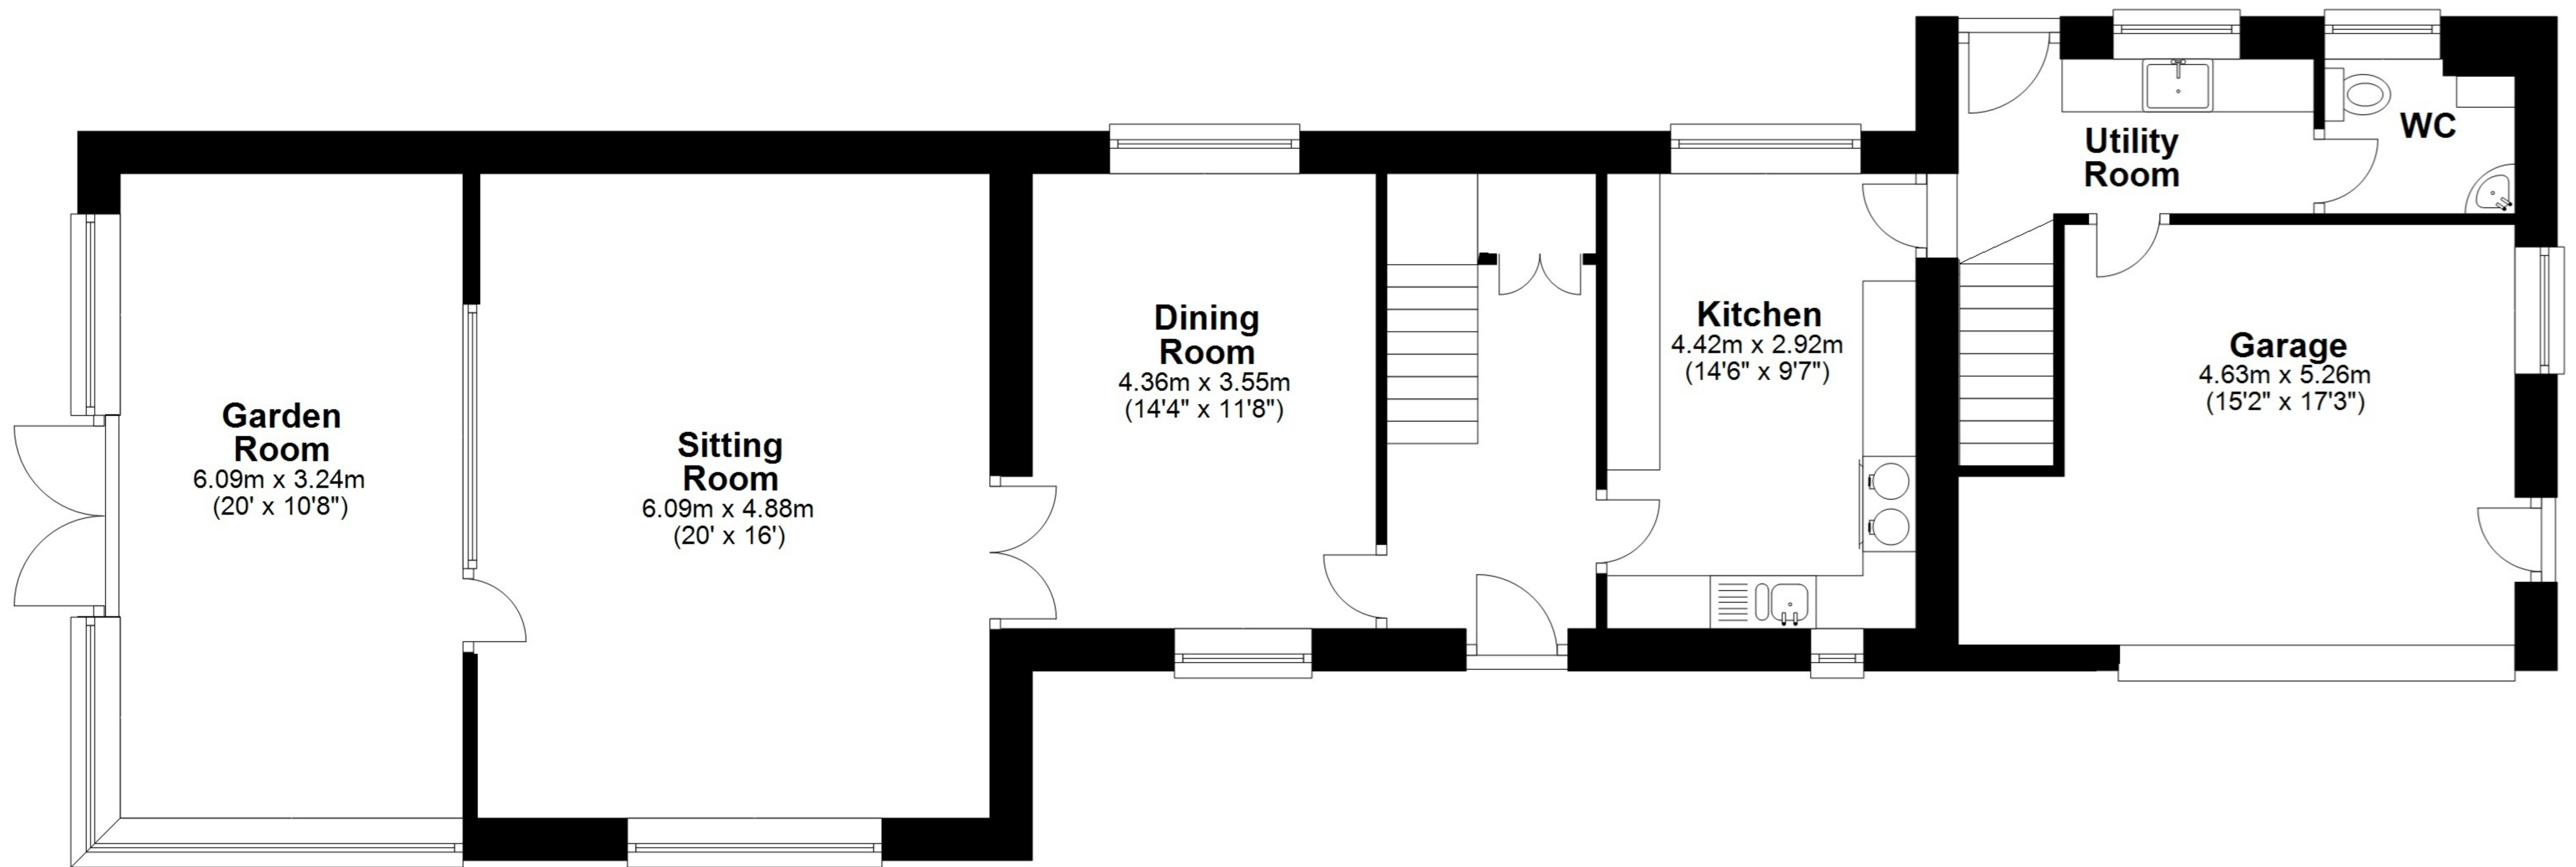 Garden
Room
6.09m x 3.24m
(20' x 10'8")
Sitting
Room
6.09m x 4.88m
(20' x 16')
Dining
Room
4.36m x 3.55m
(14'4" x 11'8")
Kitchen
4.42m x 2.92m
(14'6" x 9'7")
Utility
Room
WC
Garage
4.63m x 5.26m
(15'2" x 17'3")